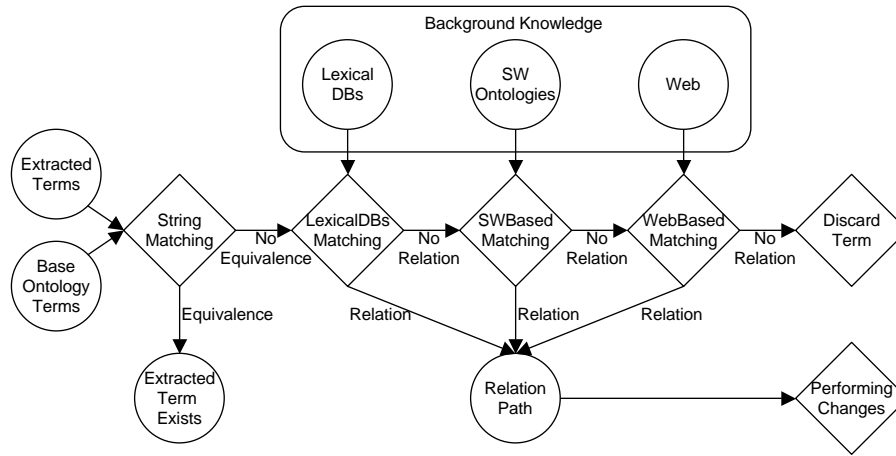 Background Knowledge
Lexical
DBs
SW
Ontologies
Web
Extracted
Terms
Base
Ontology
Terms
String
Matching
No
Equivalence
LexicalDBs
Matching
No
Relation
SWBased
Matching
No
Relation
WebBased
Matching
No
Relation
Discard
Term
Equivalence
Relation
Relation
Relation
Extracted
Term
Exists
Relation
Path
Performing
Changes